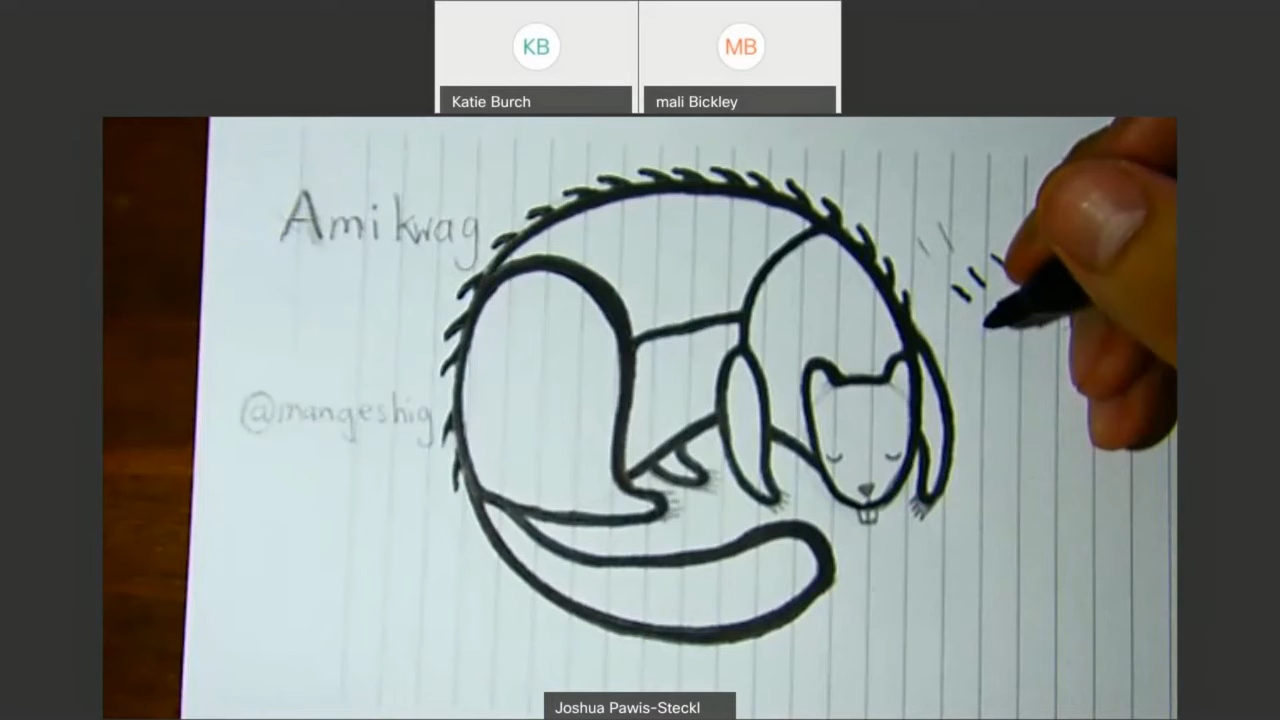 KB
MB
Katie Burch
mali Bickley
Amikwag
@mangeshig
Joshua Pawis-Steckl